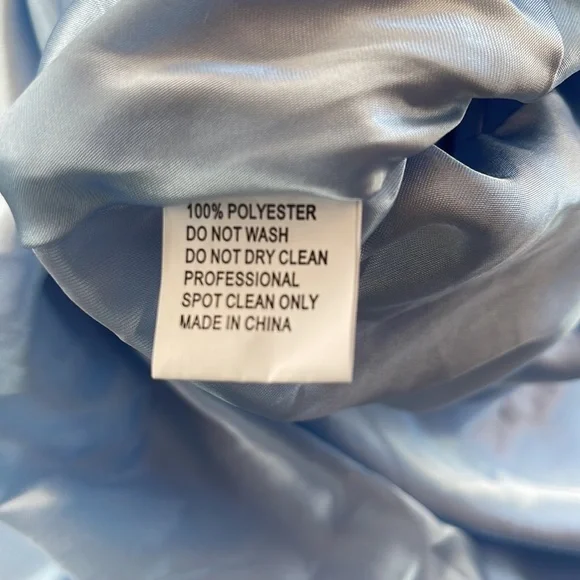 100% POLYESTER
DO NOT WASH
DO NOT DRY CLEAN
PROFESSIONAL
SPOT CLEAN ONLY
MADE IN CHINA